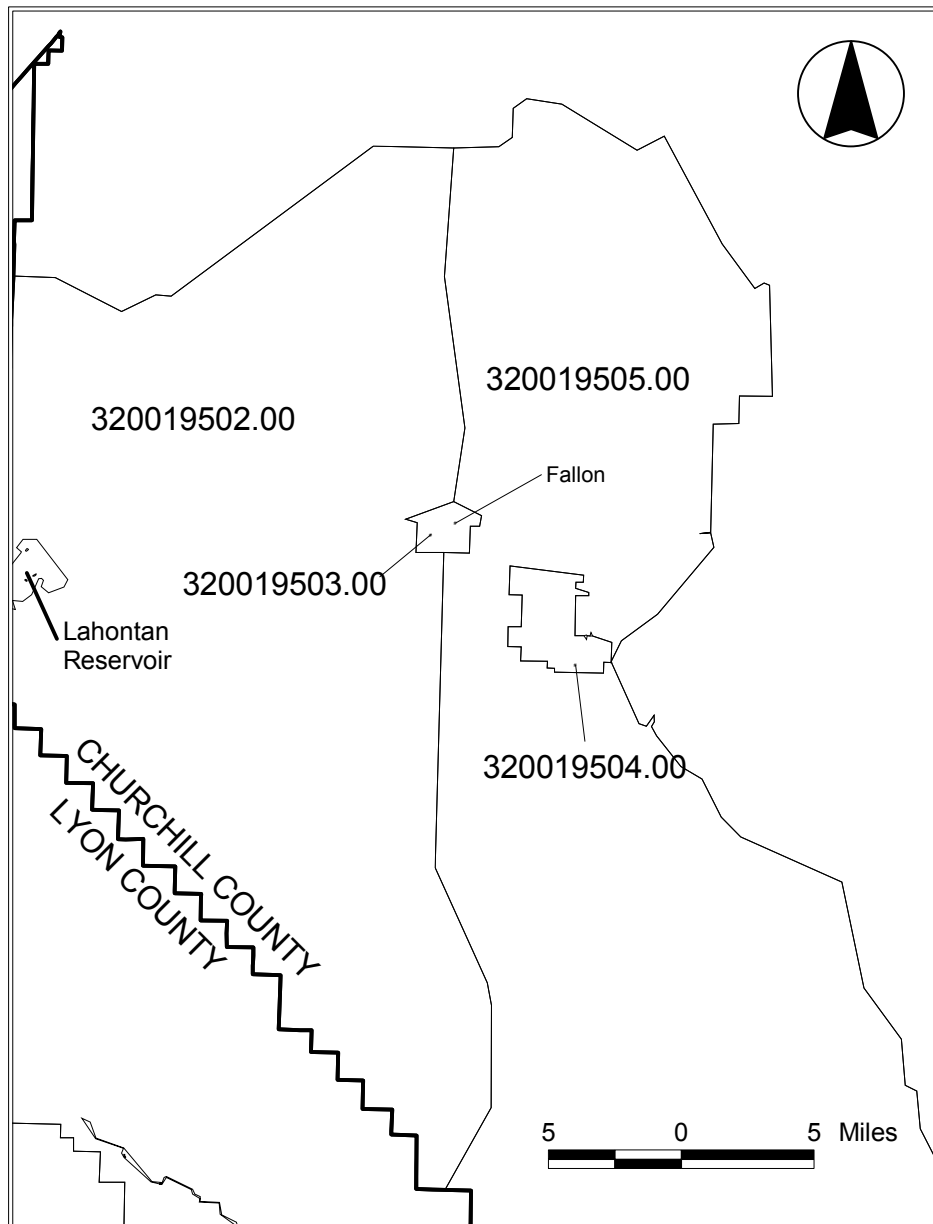 320019505.00
320019502.00
Fallon
320019503.00
Lahontan
Reservoir
320019504.00
CHURCHILL COUNTY
LYON COUNTY
5 0 5 Miles